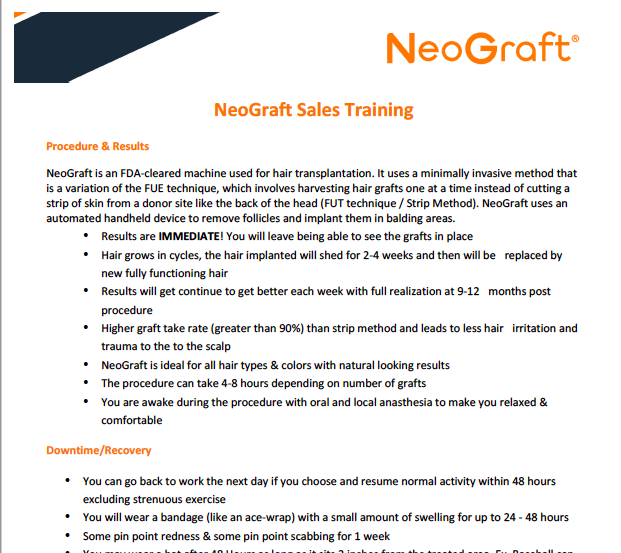 NeoGraft®
NeoGraft Sales Training
Procedure & Results
NeoGraft is an FDA-cleared machine used for hair transplantation. It uses a minimally invasive method that
is a variation of the FUE technique, which involves harvesting hair grafts one at a time instead of cutting a
strip of skin from a donor site like the back of the head (FUT technique / Strip Method). NeoGraft uses an
automated handheld device to remove follicles and implant them in balding areas.
• Results are IMMEDIATE! You will leave being able to see the grafts in place
• Hair grows in cycles, the hair implanted will shed for 2-4 weeks and then will be replaced by
new fully functioning hair
• Results will get continue to get better each week with full realization at 9-12 months post
procedure
• Higher graft take rate (greater than 90%) than strip method and leads to less hair irritation and
trauma to the to the scalp
• NeoGraft is ideal for all hair types & colors with natural looking results
• The procedure can take 4-8 hours depending on number of grafts
• You are awake during the procedure with oral and local anasthesia to make you relaxed &
comfortable
Downtime/Recovery
• You can go back to work the next day if you choose and resume normal activity within 48 hours
excluding strenuous exercise
• You will wear a bandage (like an ace-wrap) with a small amount of swelling for up to 24 - 48 hours
• Some pin point redness & some pin point scabbing for 1 week